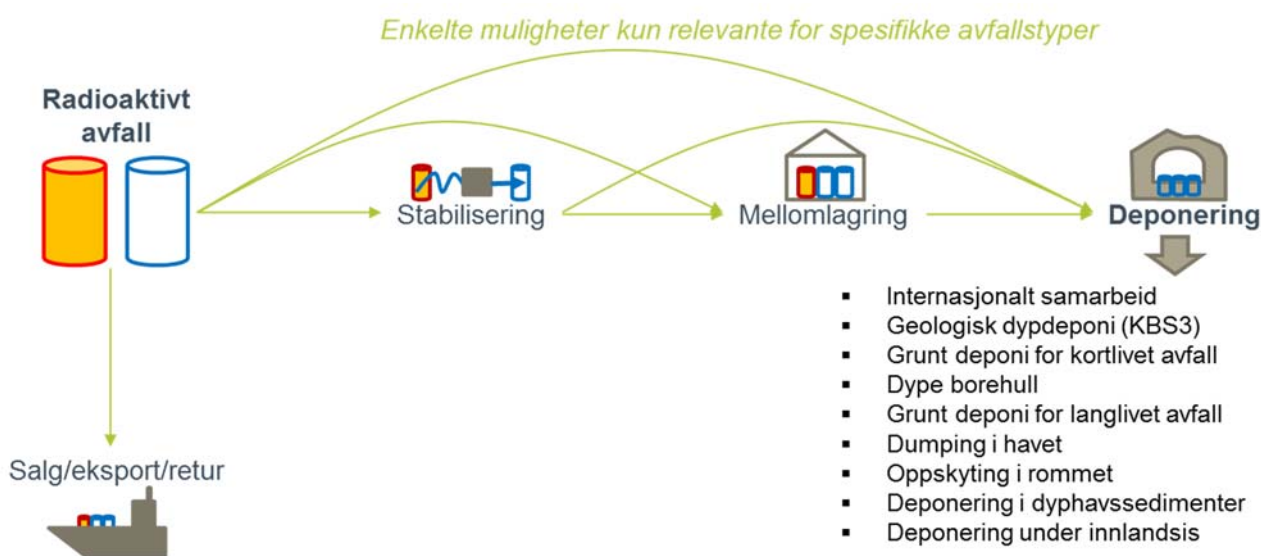 Enkelte muligheter kun relevante for spesifikke avfallstyper
Radioaktivt
avfall
Stabilisering
Mellomlagring
Deponering
Internasjonalt samarbeid
Geologisk dypdeponi (KBS3)
Grunt deponi for kortlivet avfall
Dype borehull
Grunt deponi for langlivet avfall
Dumping i havet
Oppskyting i rommet
Deponering i dyphavssedimenter
Deponering under innlandsis
Salg/eksport/retur